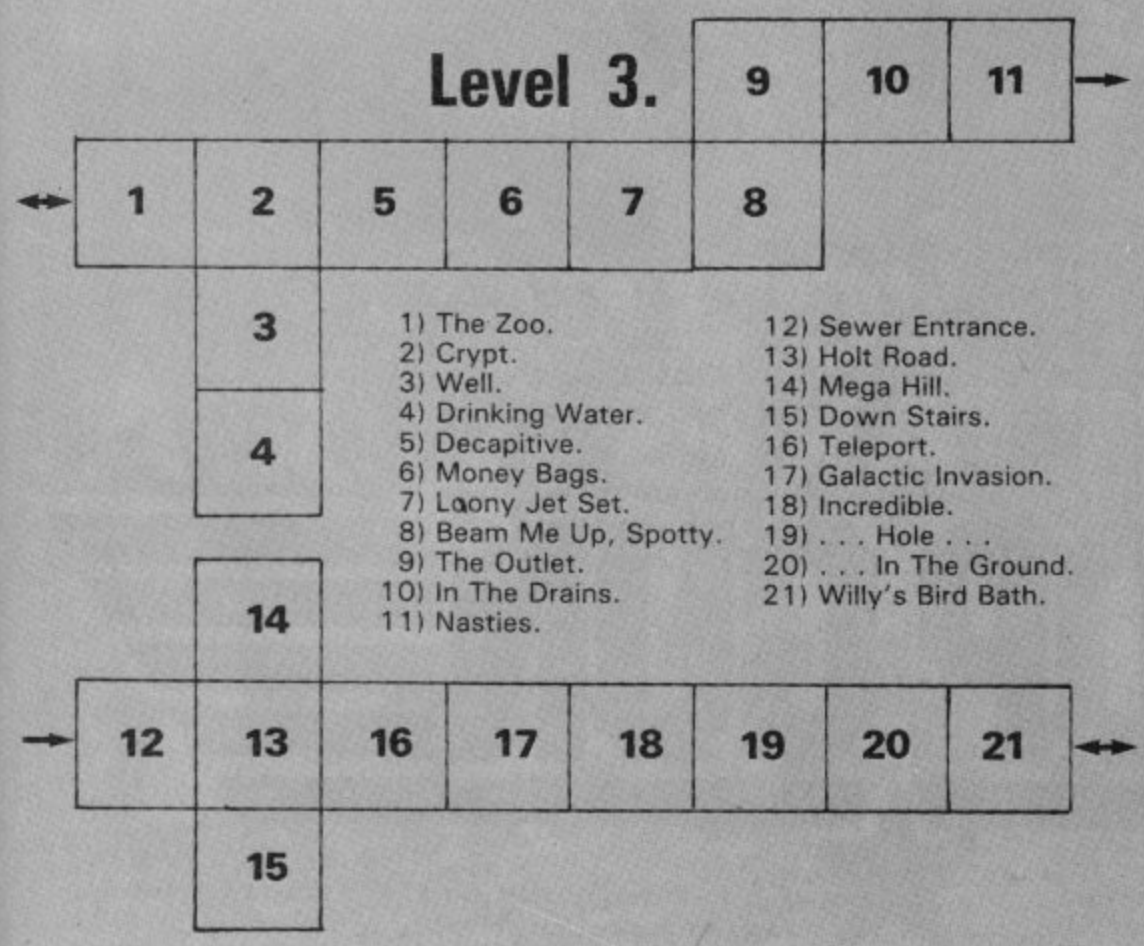 Level 3.
9 10 11
1 2 5 6 7 8
3
4
1) The Zoo.
2) Crypt.
3) Well.
4) Drinking Water.
5) Decapitive.
6) Money Bags.
7) Loony Jet Set.
8) Beam Me Up, Spotty.
9) The Outlet.
10) In The Drains.
11) Nasties.
12) Sewer Entrance.
13) Holt Road.
14) Mega Hill.
15) Down Stairs.
16) Teleport.
17) Galactic Invasion.
18) Incredible.
19) . . . Hole . . .
20) . . . In The Ground.
21) Willy's Bird Bath.
14
12 13 16 17 18 19 20 21
15